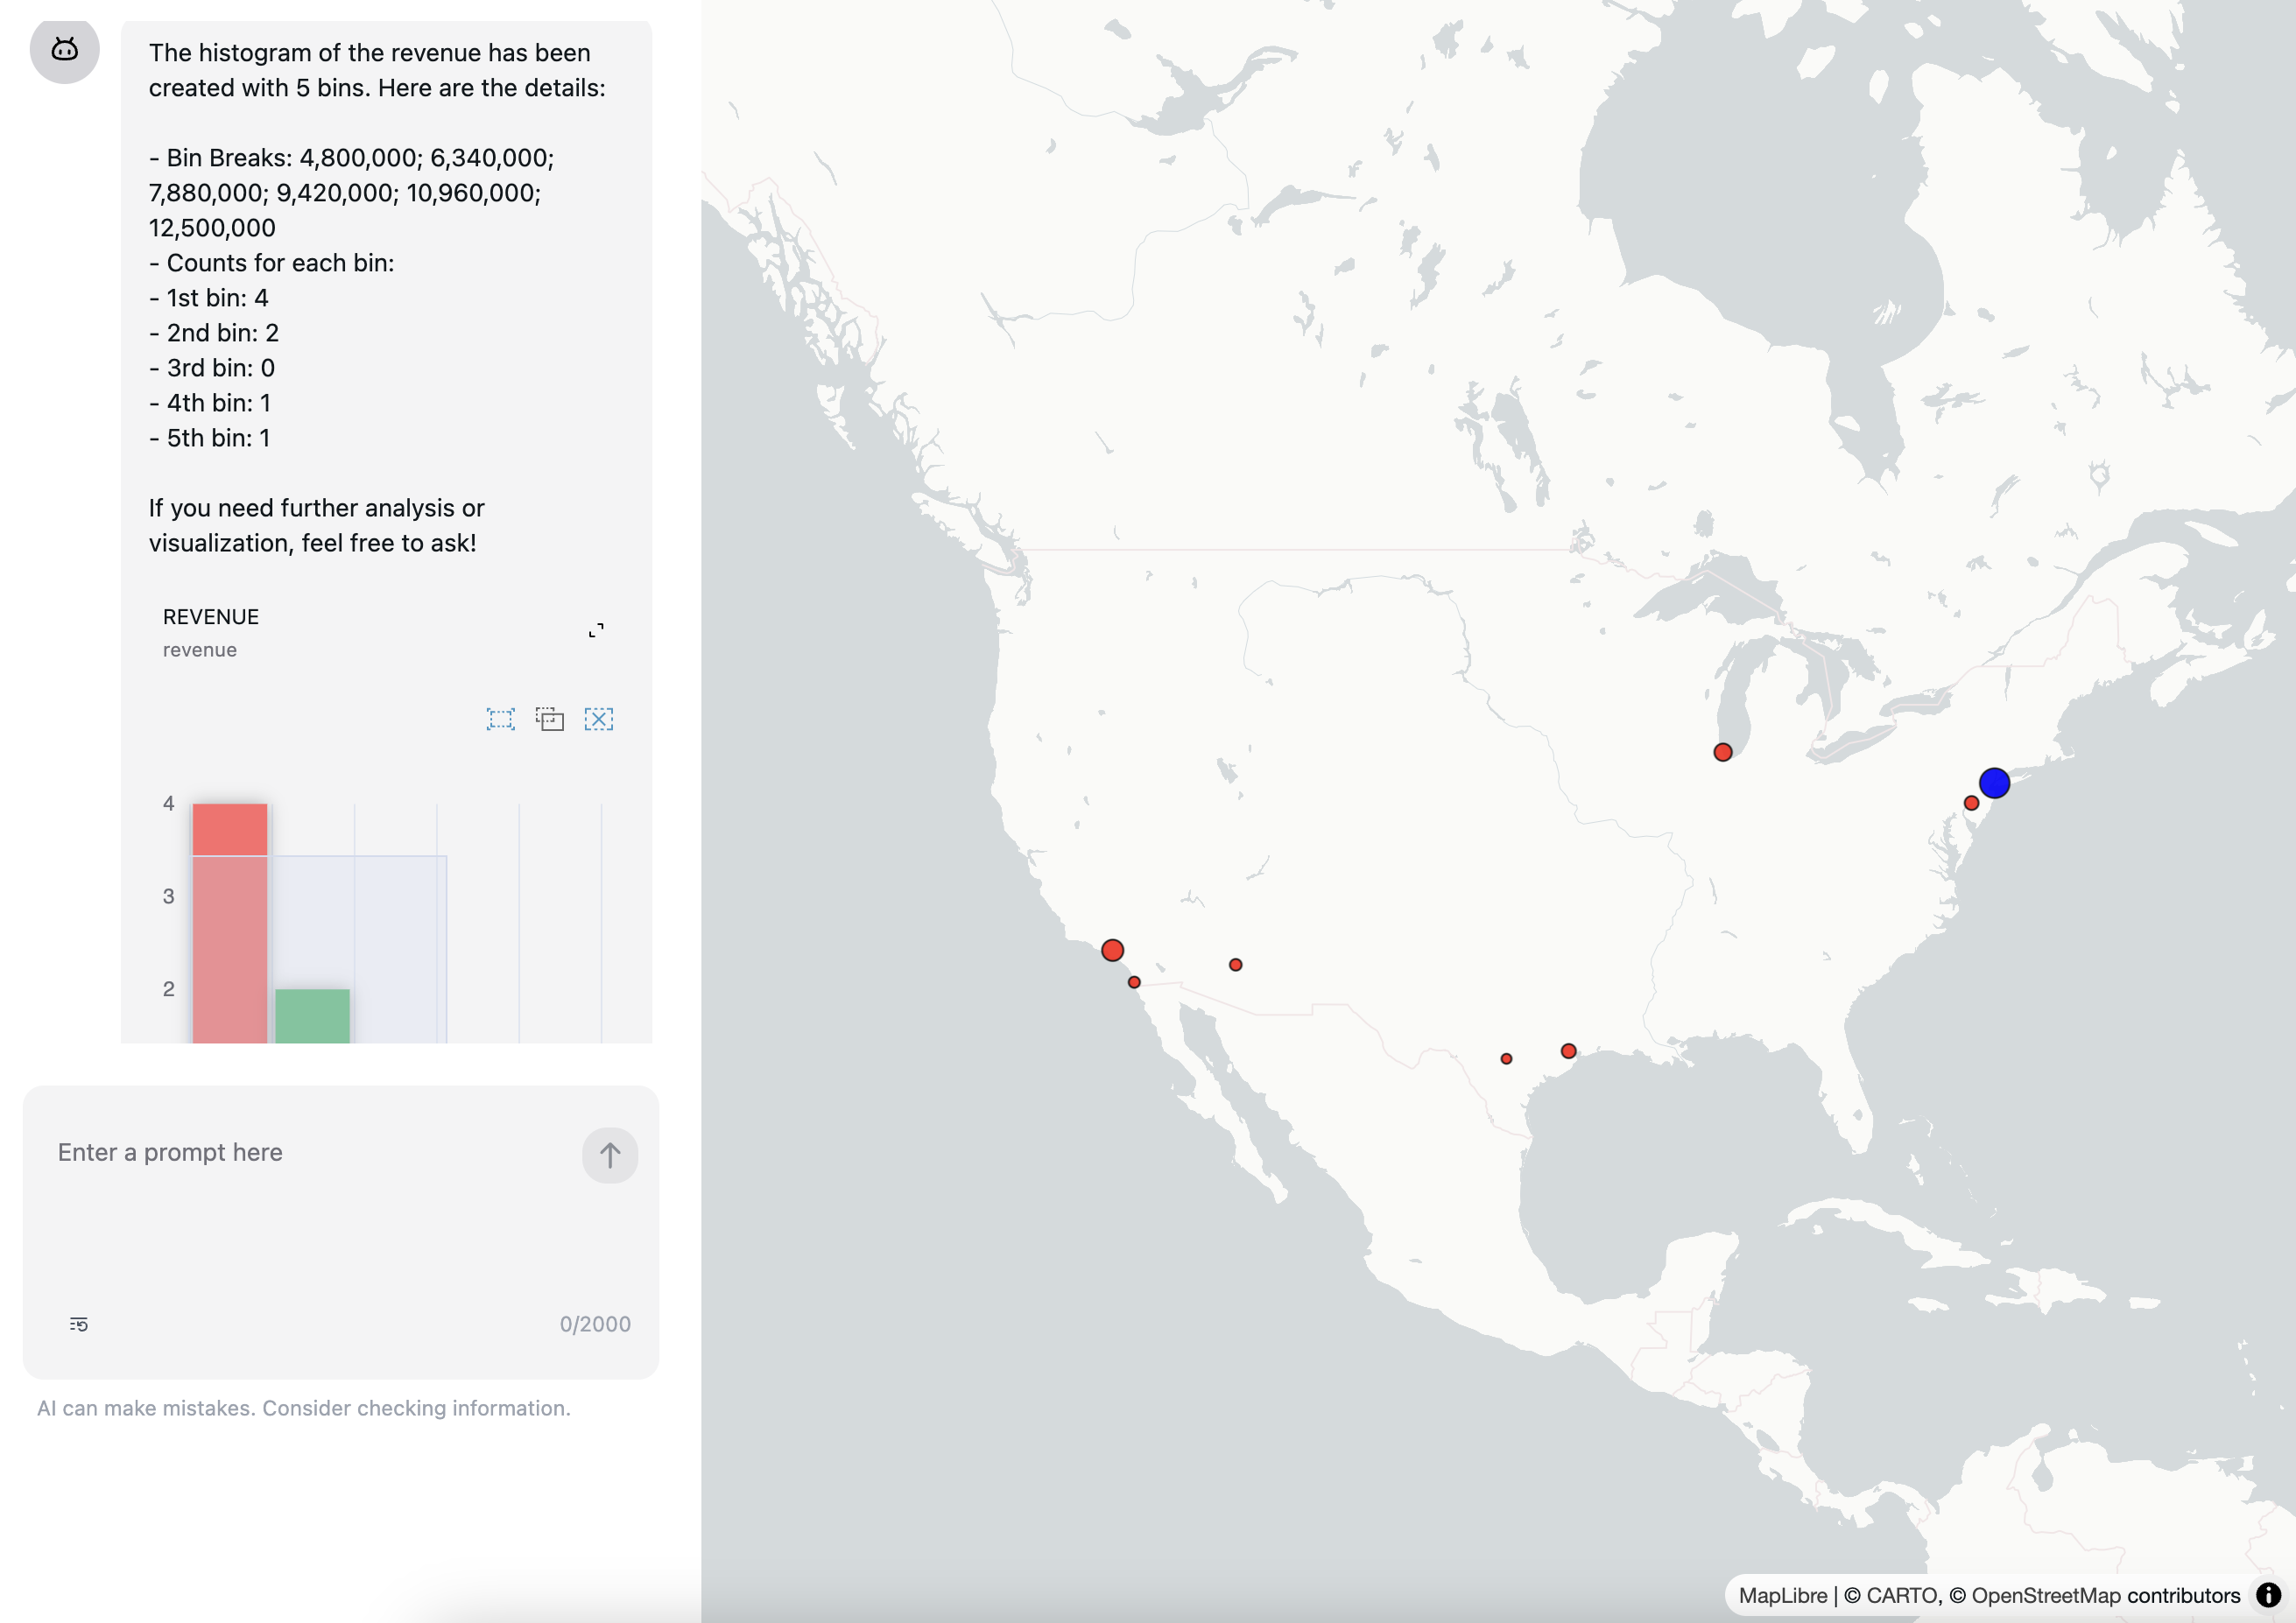 The histogram of the revenue has been
created with 5 bins. Here are the details:
- Bin Breaks: 4,800,000; 6,340,000;
7,880,000; 9,420,000; 10,960,000;
12,500,000
- Counts for each bin:
- 1st bin: 4
- 2nd bin: 2
- 3rd bin: 0
- 4th bin: 1
- 5th bin: 1
If you need further analysis or
visualization, feel free to ask!
REVENUE
revenue
4
3
2
Enter a prompt here
0/2000
AI can make mistakes. Consider checking information.
MapLibre | © CARTO, © OpenStreetMap contributors